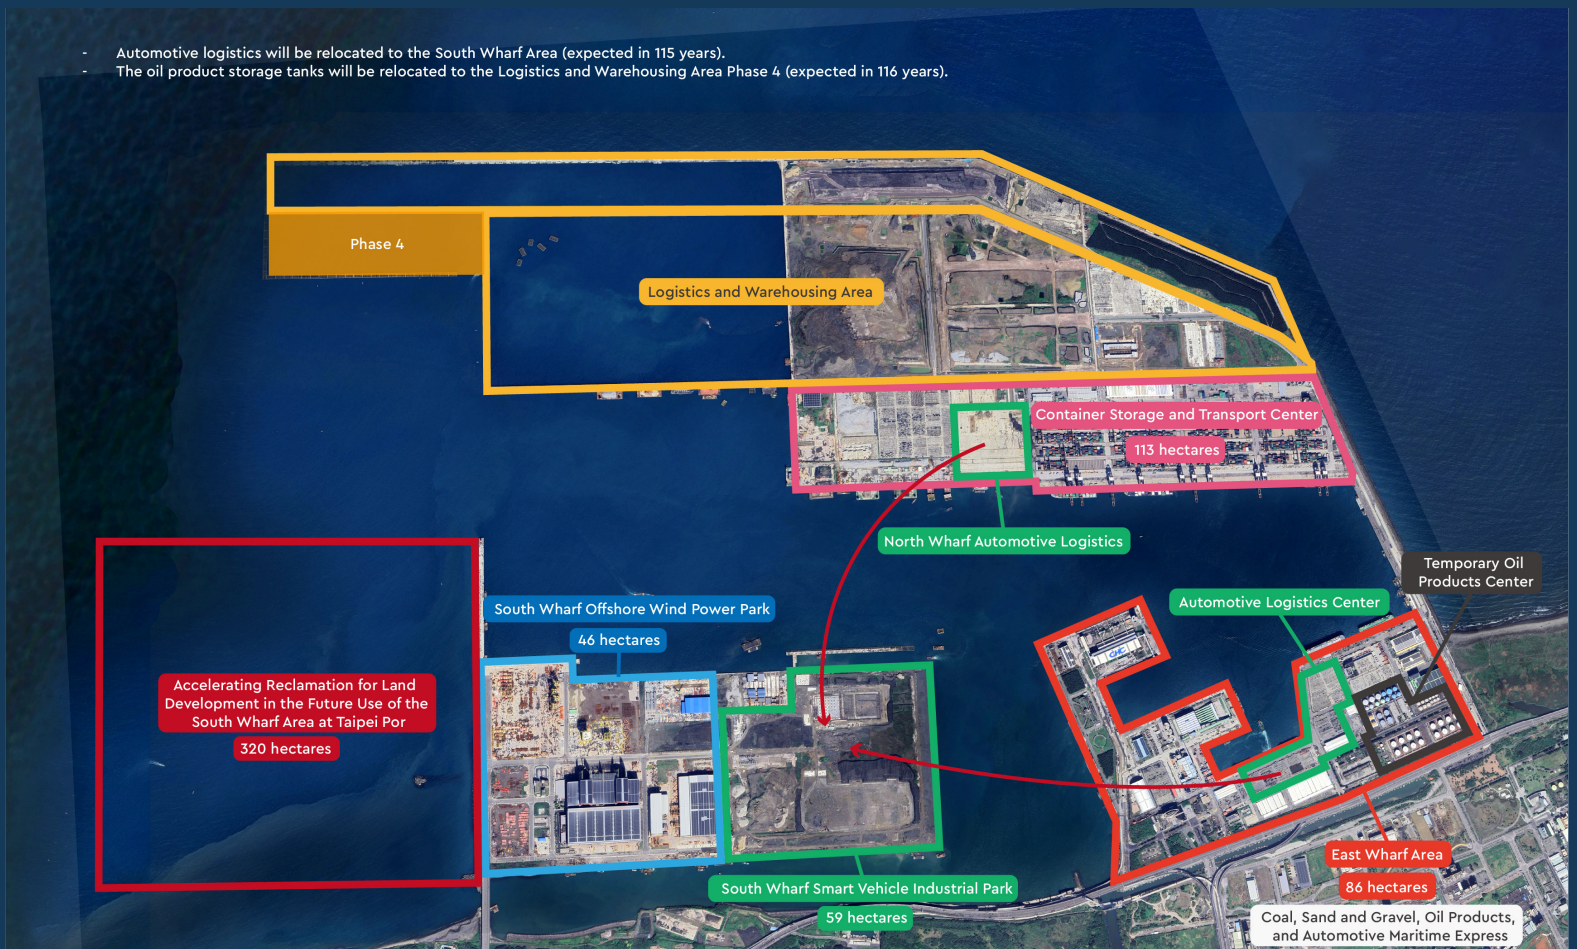 - Automotive logistics will be relocated to the South Wharf Area (expected in 115 years).
- The oil product storage tanks will be relocated to the Logistics and Warehousing Area Phase 4 (expected in 116 years).
Phase 4
Logistics and Warehousing Area
Container Storage and Transport Center
113 hectares
North Wharf Automotive Logistics
Temporary Oil
Products Center
Automotive Logistics Center
South Wharf Offshore Wind Power Park
46 hectares
CHC
Accelerating Reclamation for Land
Development in the Future Use of the
South Wharf Area at Taipei Por
320 hectares
East Wharf Area
86 hectares
South Wharf Smart Vehicle Industrial Park
59 hectares
Coal, Sand and Gravel, Oil Products,
and Automotive Maritime Express